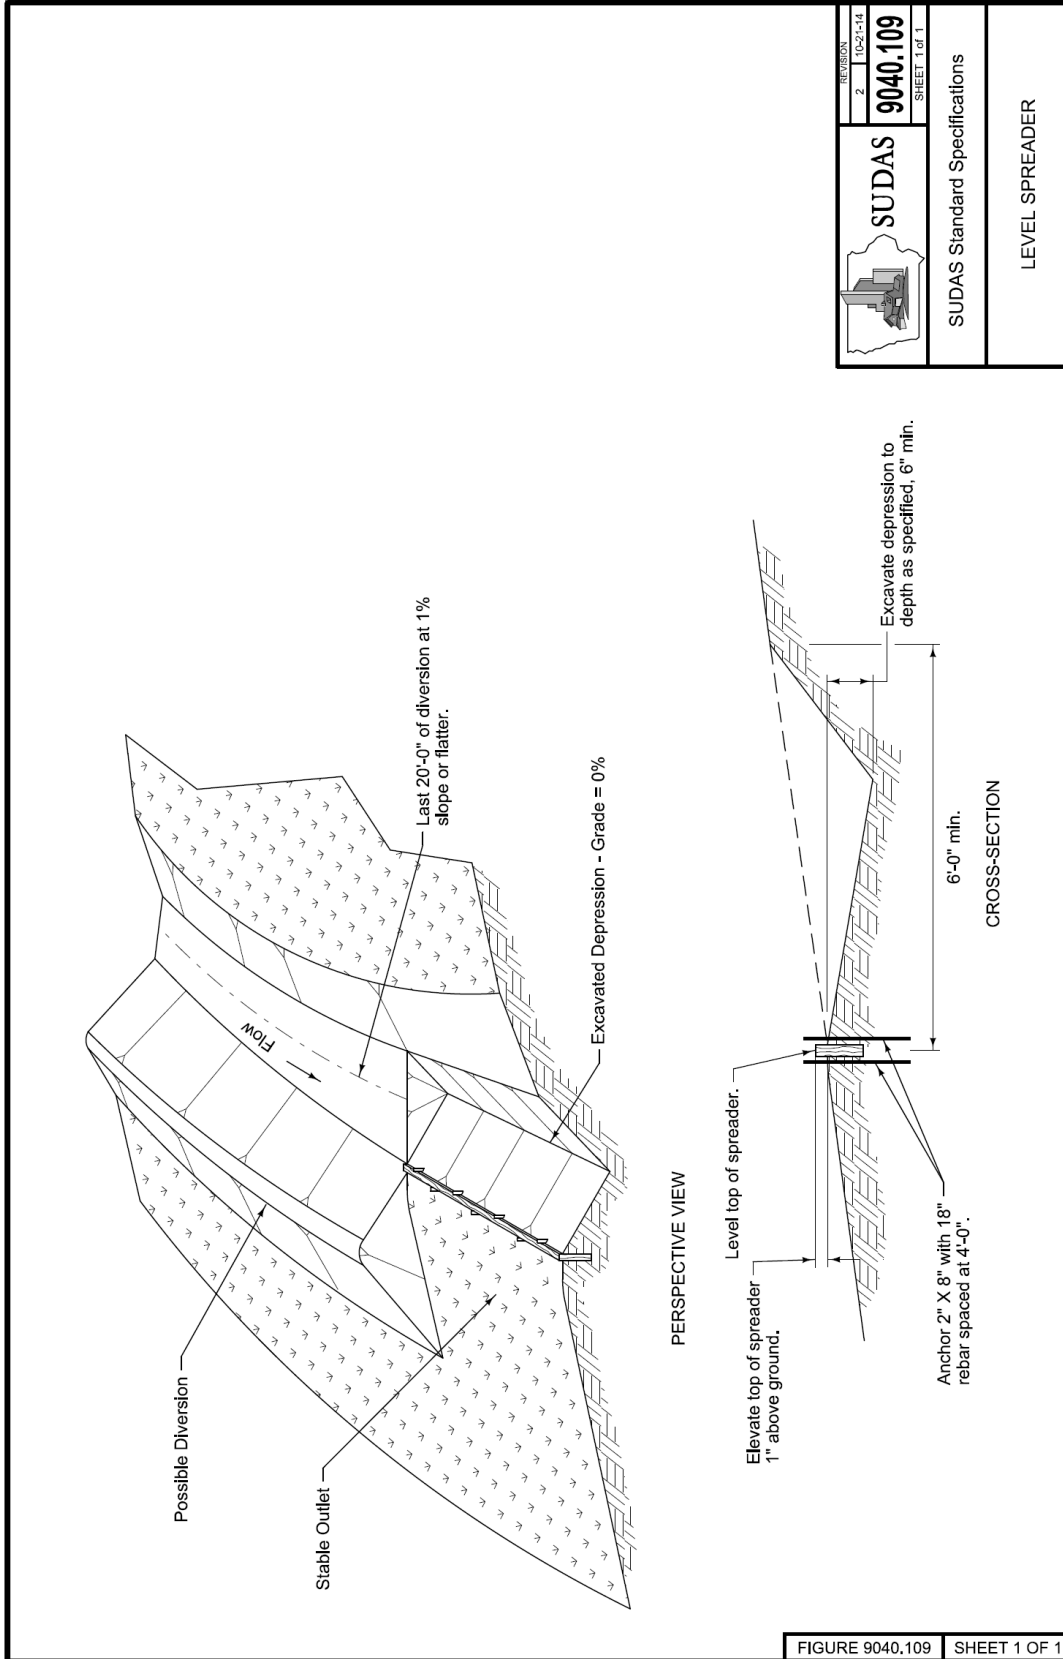 Possible Diversion
Stable Outlet
Flow
Last 20'-0" of diversion at 1%
slope or flatter.
Excavated Depression - Grade = 0%
PERSPECTIVE VIEW
Elevate top of spreader
1" above ground.
Level top of spreader.
Anchor 2" X 8" with 18"
rebar spaced at 4'-0".
Excavate depression to
depth as specified, 6" min.
6'-0" min.
CROSS-SECTION
SUDAS
REVISION
2 10-21-14
9040.109
SHEET 1 of 1
SUDAS Standard Specifications
LEVEL SPREADER
FIGURE 9040.109 SHEET 1 OF 1